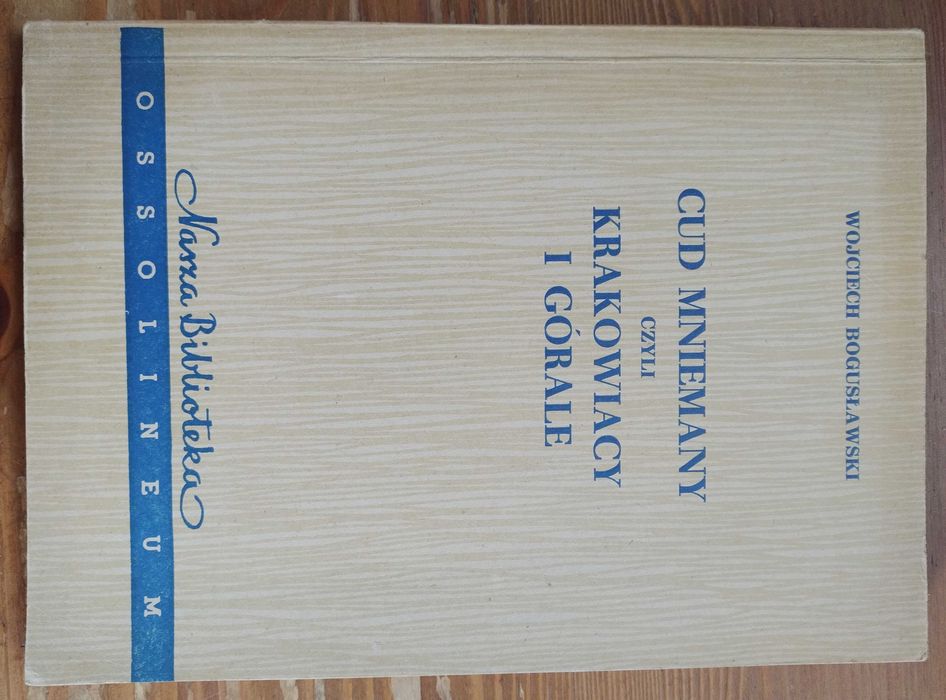 WOJCIECH BOGUSŁAWSKI
CUD MNIEMANY
CZYLI
KRAKOWIACY
I GÓRALE
Nasza Biblioteka
OSSOLINEUM